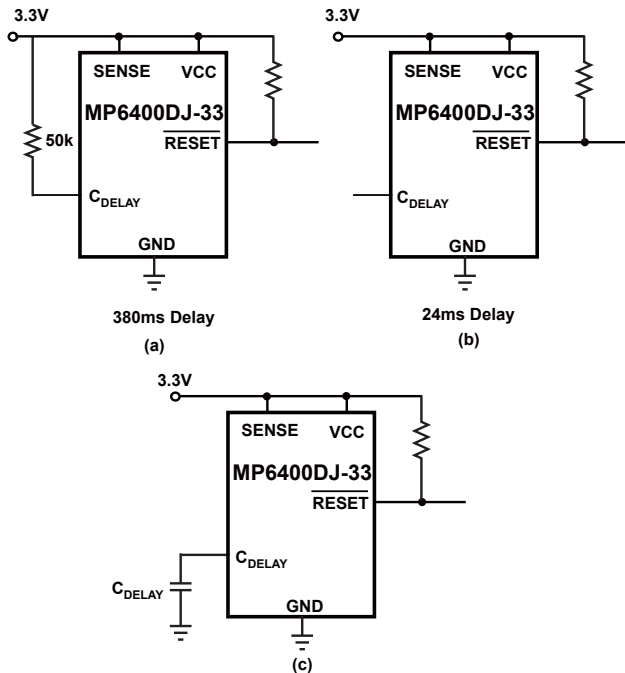 3.3V
SENSE VCC
MP6400DJ-33
RESET
50k
CDELAY
GND
380ms Delay
(a)
3.3V
SENSE VCC
MP6400DJ-33
RESET
CDELAY
GND
24ms Delay
(b)
3.3V
SENSE VCC
MP6400DJ-33
RESET
CDELAY
CDELAY
GND
(c)